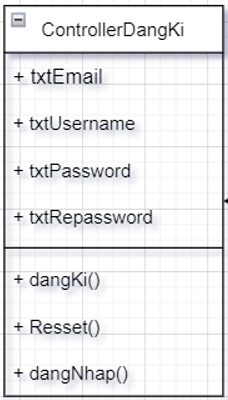 ControllerDangKi
+ txtEmail
+ txtUsername
+ txtPassword
+ txtRepassword
+ dangKi()
+ Resset()
+ dangNhap()